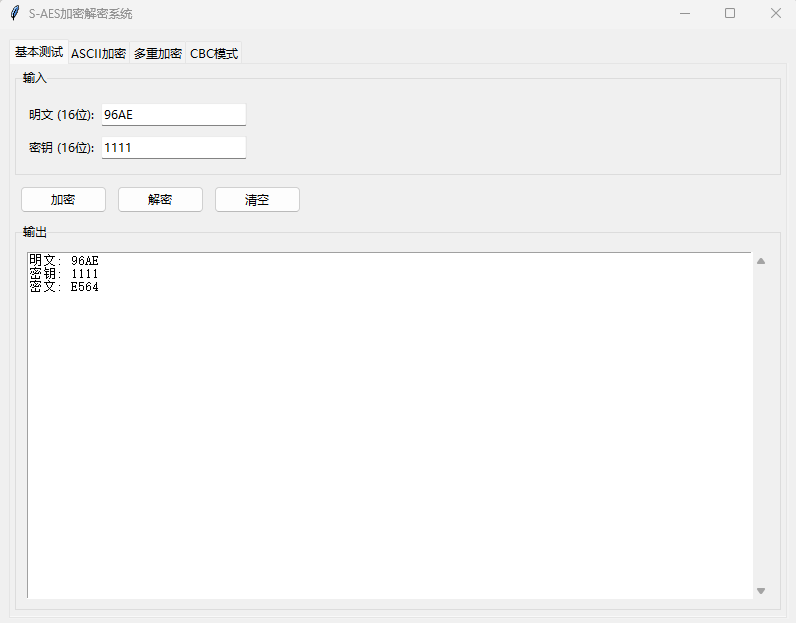 S-AES加密解密系统
基本测试 ASCII加密 多重加密 CBC模式
输入
明文 (16位): 96AE
密钥 (16位): 1111
加密 解密 清空
输出
明文: 96AE
密钥: 1111
密文: E564